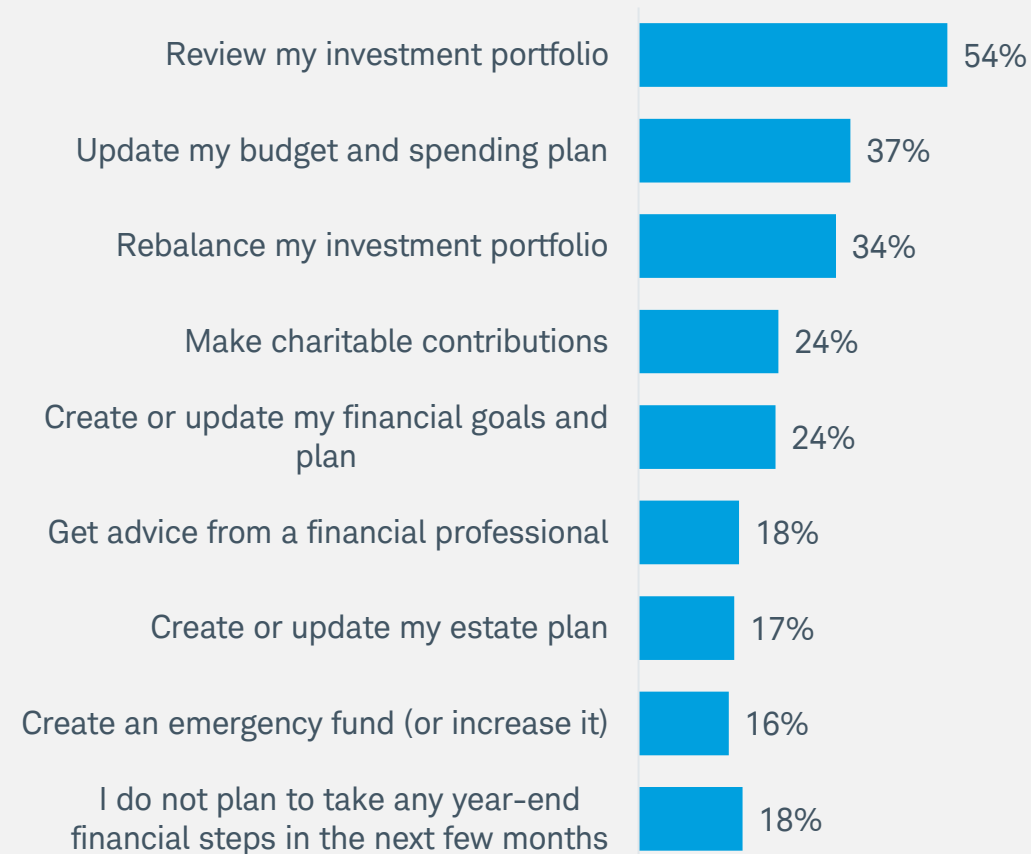 Review my investment portfolio 54%
Update my budget and spending plan 37%
Rebalance my investment portfolio 34%
Make charitable contributions 24%
Create or update my financial goals and
plan 24%
Get advice from a financial professional 18%
Create or update my estate plan 17%
Create an emergency fund (or increase it) 16%
I do not plan to take any year-end
financial steps in the next few months 18%